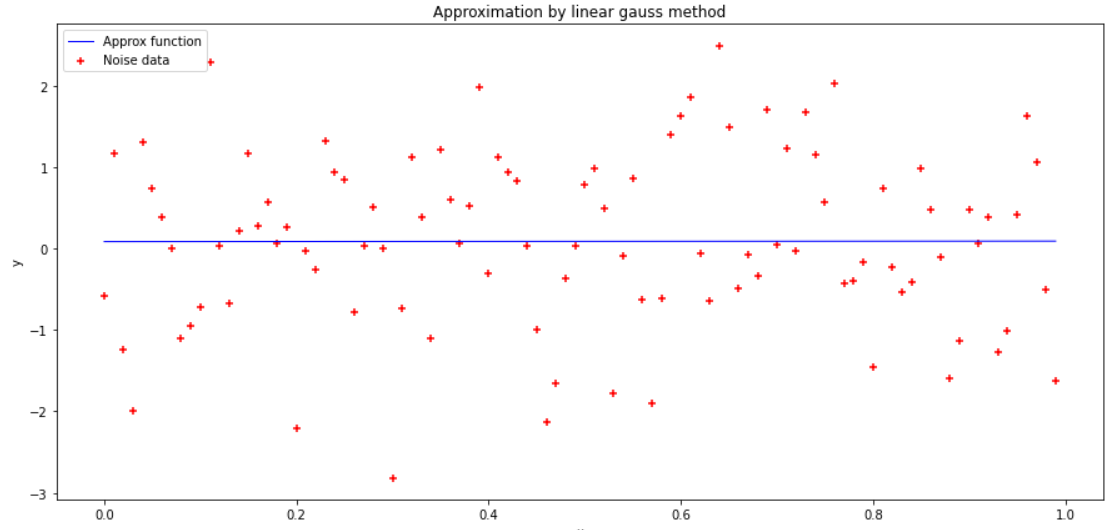 Approximation by linear gauss method
Approx function
Noise data
2
1
0
−1
−2
−3
y
0.0 0.2 0.4 0.6 0.8 1.0